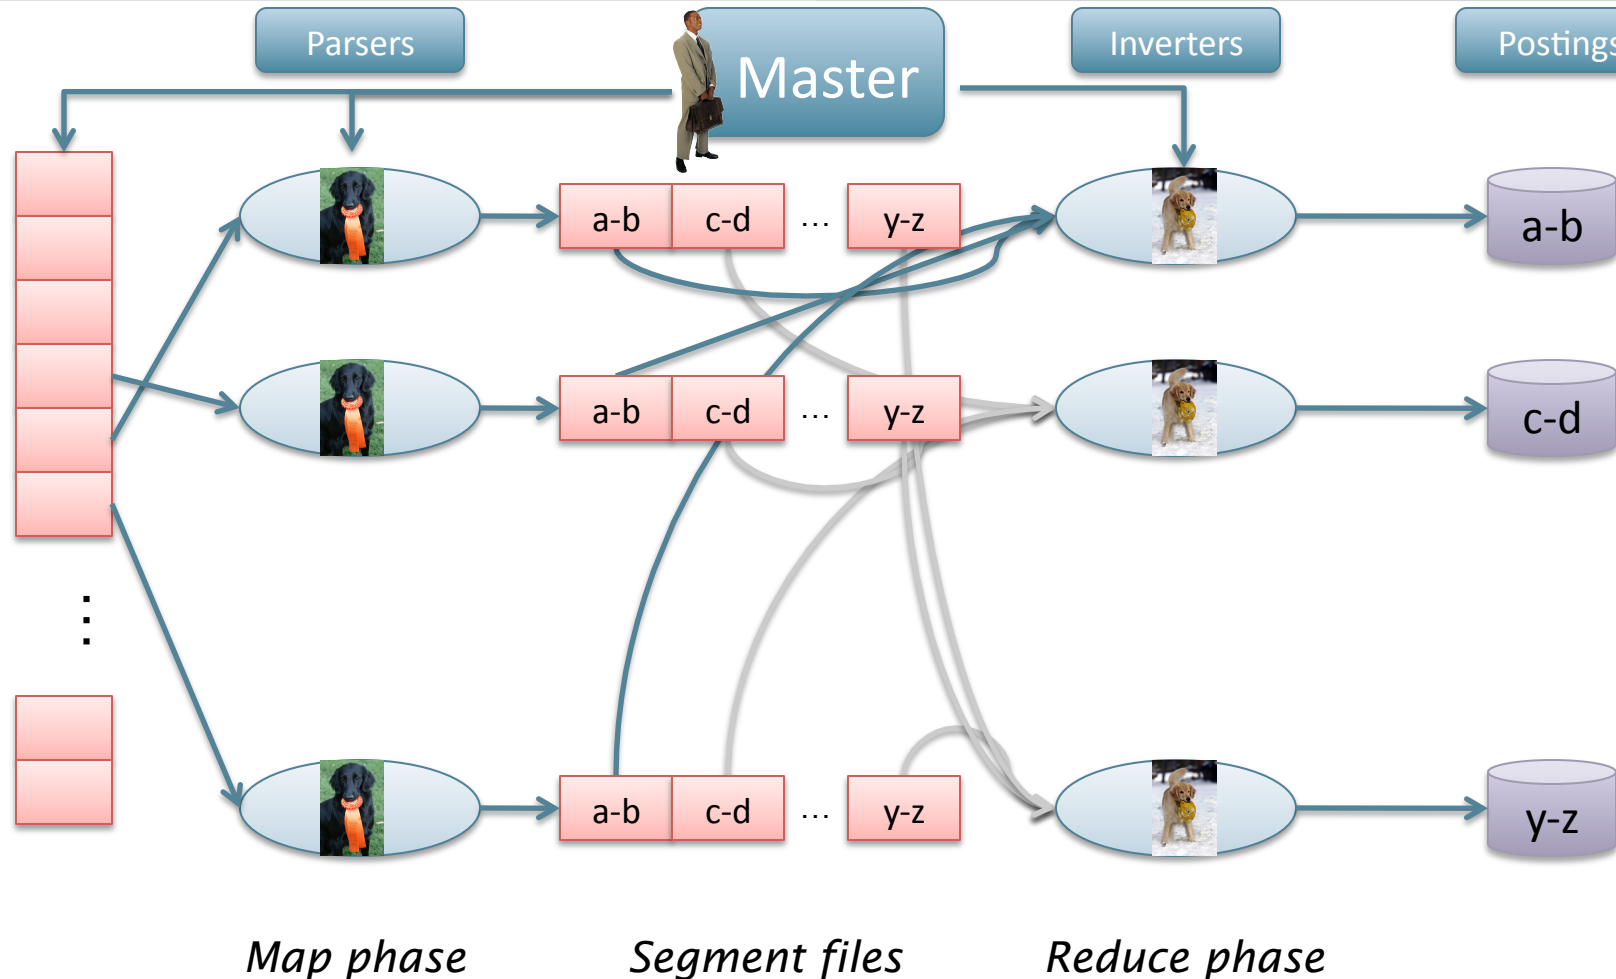 Parsers
Master
Inverters
Postings
a-b
c-d
...
y-z
a-b
a-b
c-d
...
y-z
c-d
a-b
c-d
...
y-z
y-z
Map phase
Segment files
Reduce phase